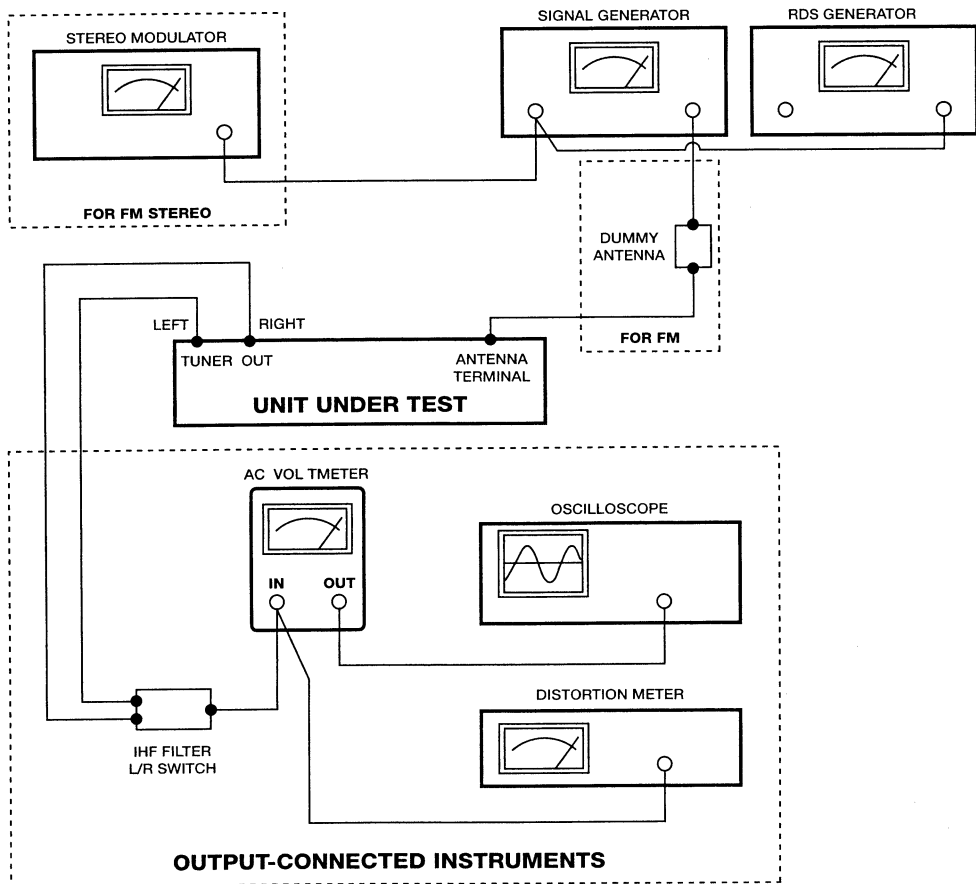 SIGNAL GENERATOR
RDS GENERATOR
STEREO MODULATOR
FOR FM STEREO
DUMMY
ANTENNA
FOR FM
LEFT
RIGHT
TUNER OUT
ANTENNA
TERMINAL
UNIT UNDER TEST
AC VOL TMETER
OSCILLOSCOPE
IN
OUT
DISTORTION METER
IHF FILTER
L/R SWITCH
OUTPUT-CONNECTED INSTRUMENTS